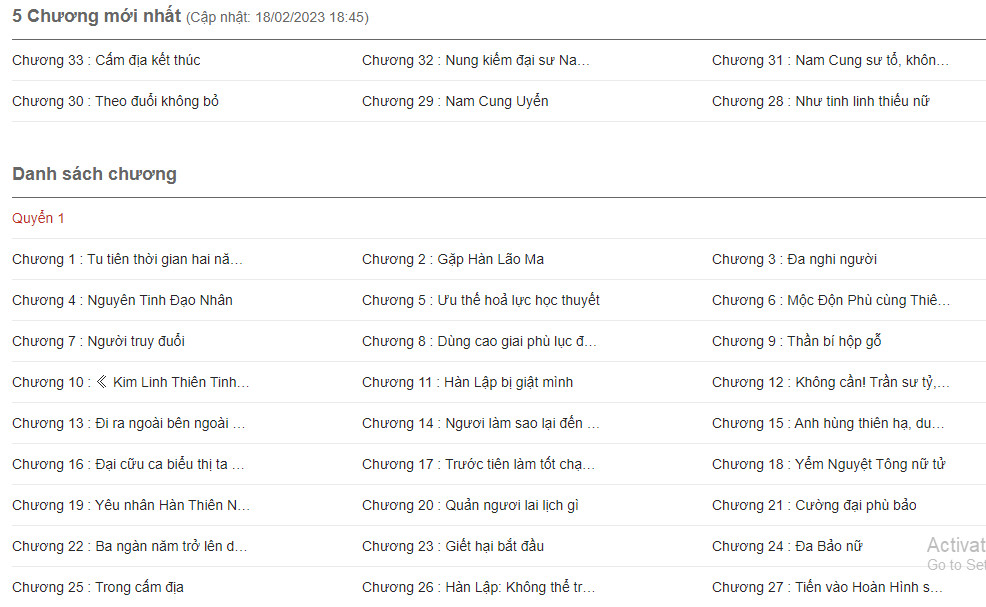 5 Chương mới nhất (Cập nhật: 18/02/2023 18:45)
Chương 33 : Cấm địa kết thúc
Chương 32 : Nung kiếm đại sư Na...
Chương 31 : Nam Cung sư tổ, khôn...
Chương 30 : Theo đuổi không bỏ
Chương 29 : Nam Cung Uyển
Chương 28 : Như tinh linh thiếu nữ
Danh sách chương
Quyển 1
Chương 1 : Tu tiên thời gian hai nă...
Chương 2 : Gặp Hàn Lão Ma
Chương 3 : Đa nghi người
Chương 4 : Nguyên Tinh Đạo Nhân
Chương 5 : Ưu thế hoả lực học thuyết
Chương 6 : Mộc Độn Phù cùng Thiê...
Chương 7 : Người truy đuổi
Chương 8 : Dùng cao giai phù lục đ...
Chương 9 : Thần bí hộp gỗ
Chương 10 : 《 Kim Linh Thiên Tinh...
Chương 11 : Hàn Lập bị giật mình
Chương 12 : Không cần! Trần sư tỷ,...
Chương 13 : Đi ra ngoài bên ngoài ...
Chương 14 : Ngươi làm sao lại đến ...
Chương 15 : Anh hùng thiên hạ, du...
Chương 16 : Đại cữu ca biểu thị ta ...
Chương 17 : Trước tiên làm tốt chạ...
Chương 18 : Yểm Nguyệt Tông nữ tử
Chương 19 : Yêu nhân Hàn Thiên N...
Chương 20 : Quản ngươi lai lịch gì
Chương 21 : Cường đại phù bảo
Chương 22 : Ba ngàn năm trở lên d...
Chương 23 : Giết hại bắt đầu
Chương 24 : Đa Bảo nữ
Chương 25 : Trong cấm địa
Chương 26 : Hàn Lập: Không thể tr...
Chương 27 : Tiến vào Hoàn Hình s...
Activat
Go to Set